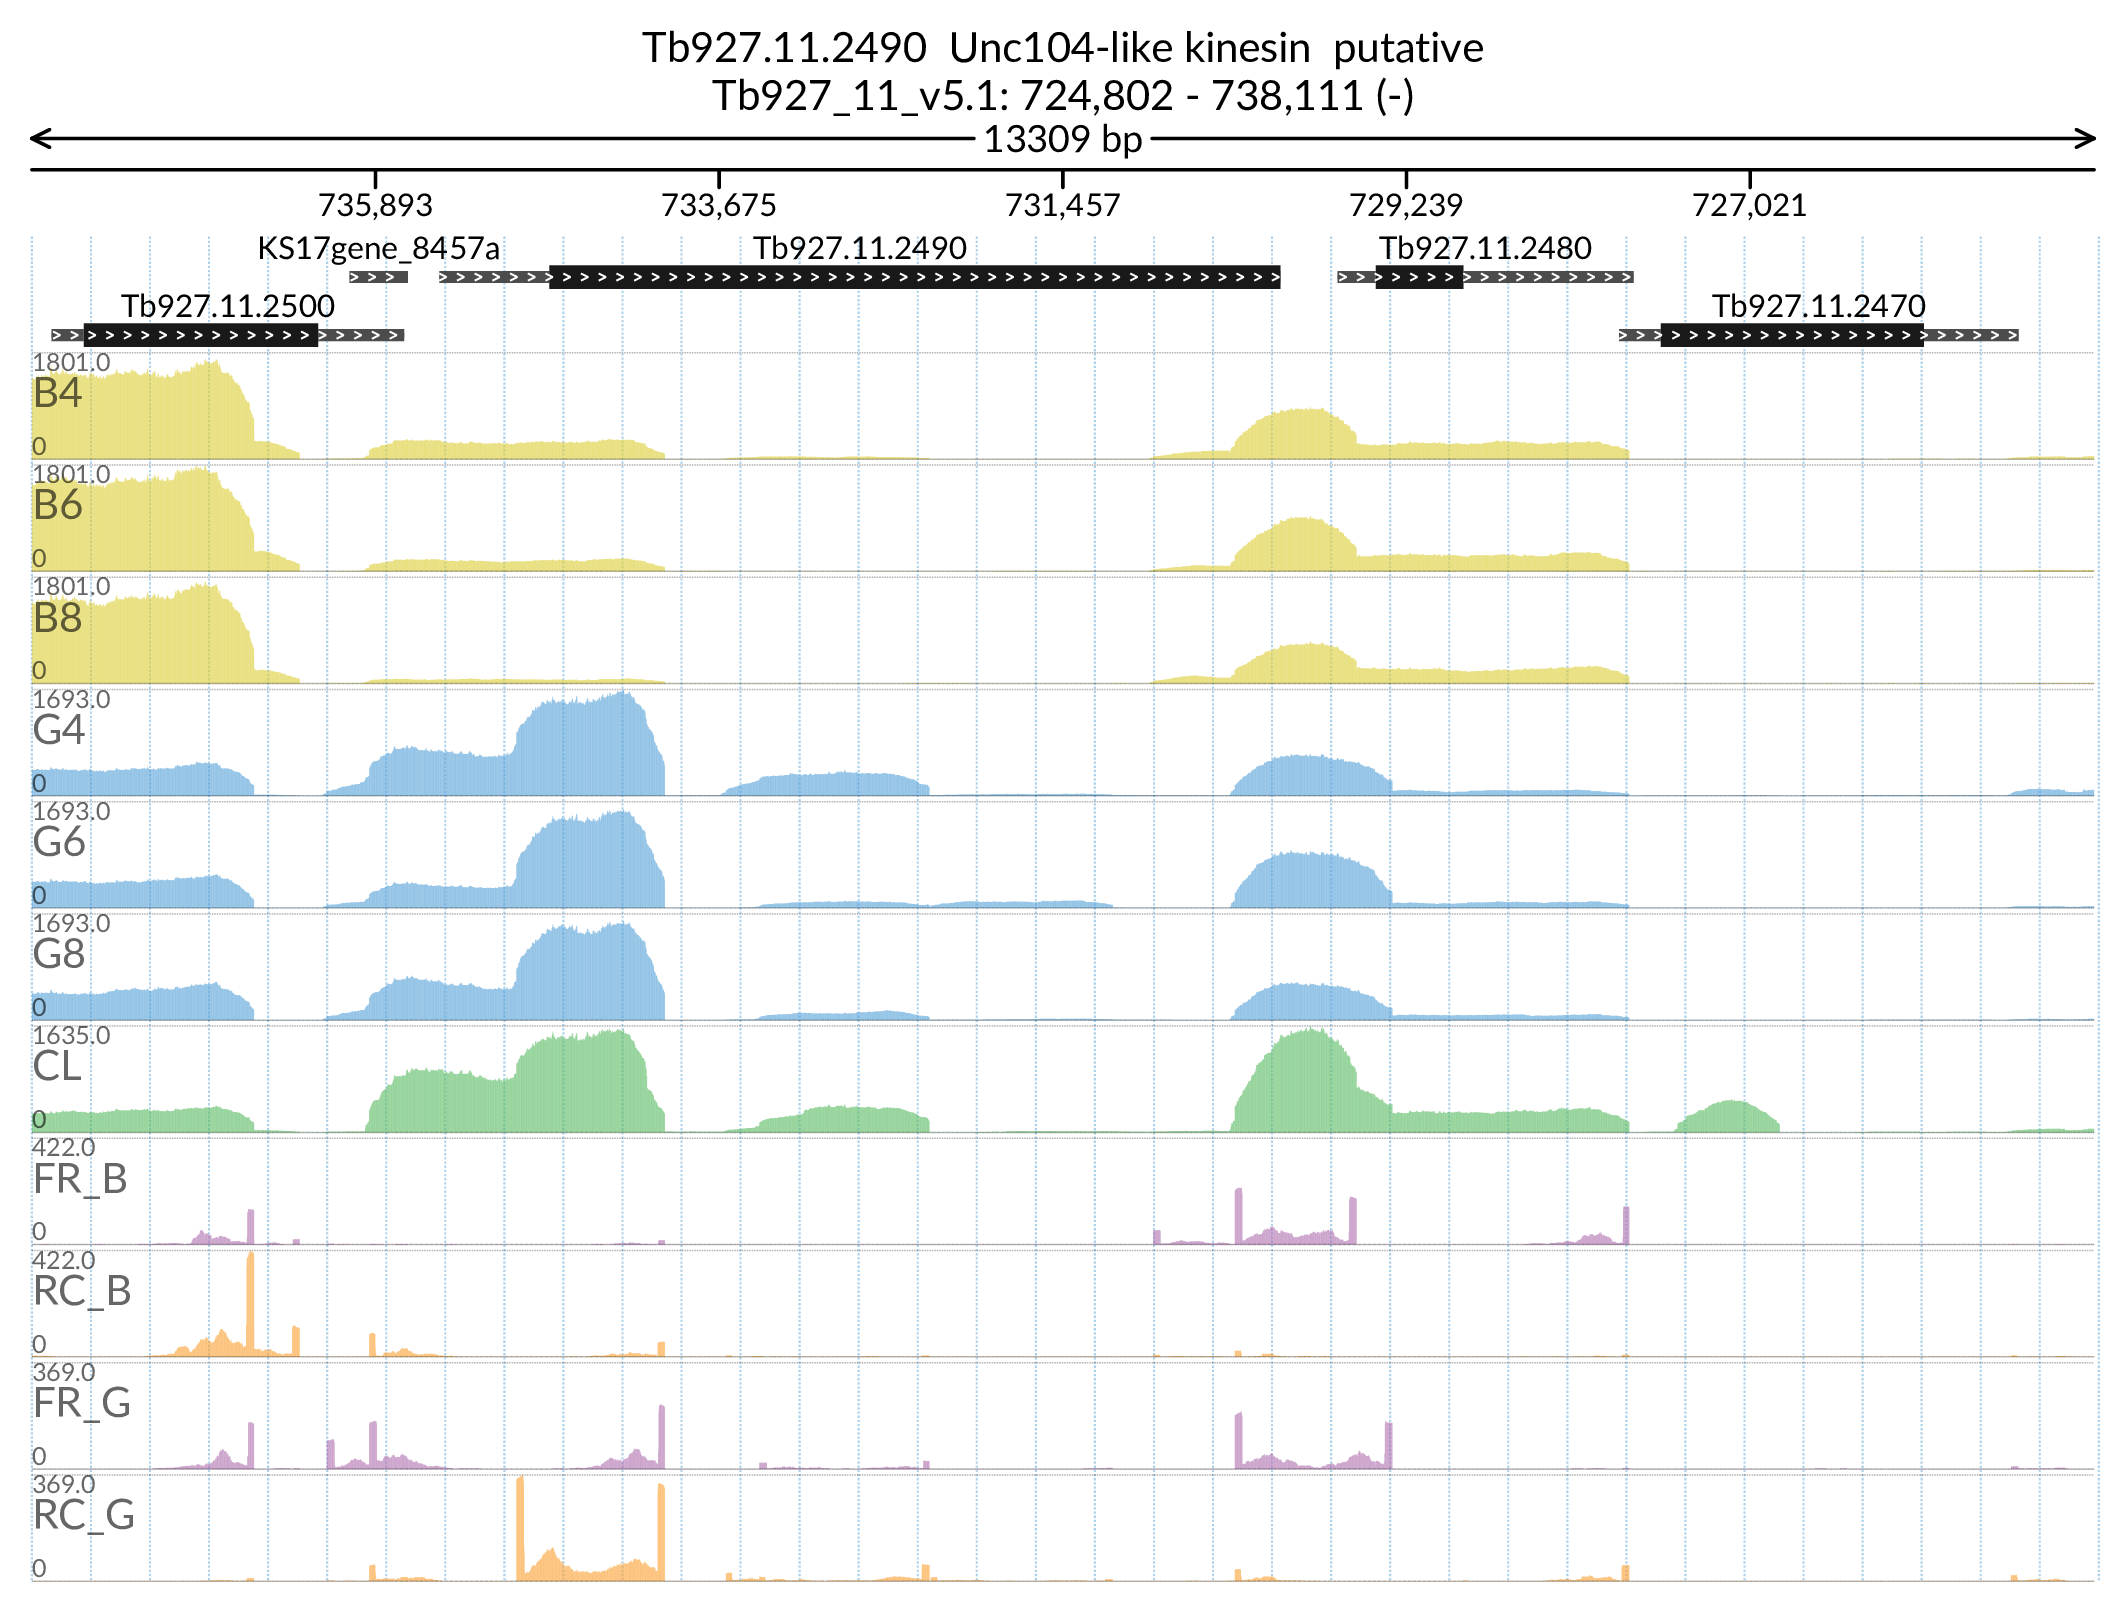 Tb927.11.2490  Unc104-like kinesin  putative
Tb927_11_v5.1: 724,802 - 738,111 (-)
13309 bp
735,893 733,675 731,457 729,239 727,021
KS17gene_8457a Tb927.11.2490 Tb927.11.2480
Tb927.11.2500 Tb927.11.2470
1801.0
B4
0
1801.0
B6
0
1801.0
B8
0
1693.0
G4
0
1693.0
G6
0
1693.0
G8
0
1635.0
CL
0
422.0
FR_B
0
422.0
RC_B
0
369.0
FR_G
0
369.0
RC_G
0